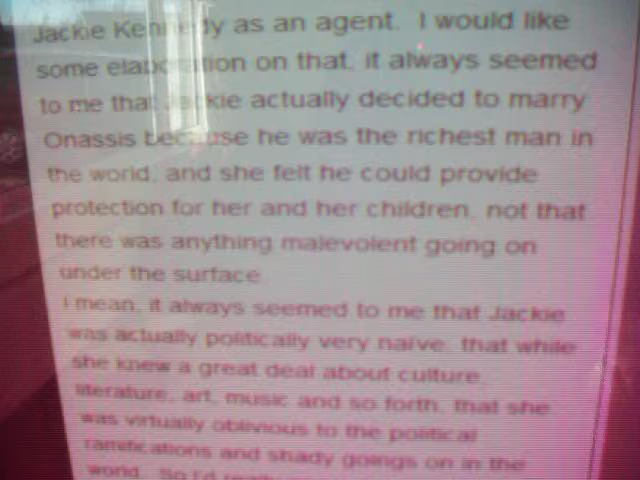 Jackie Kennedy as an agent. I would like
some elaboration on that, it always seemed
to me that Jackie actually decided to marry
Onassis because he was the richest man in
the world, and she felt he could provide
protection for her and her children, not that
there was anything malevolent going on
under the surface.
I mean, it always seemed to me that Jackie
was actually politically very naive, that while
she knew a great deal about culture,
literature, art, music and so forth, that she
was virtually oblivious to the political
ramifications and shady goings on in the
world. So I'd really